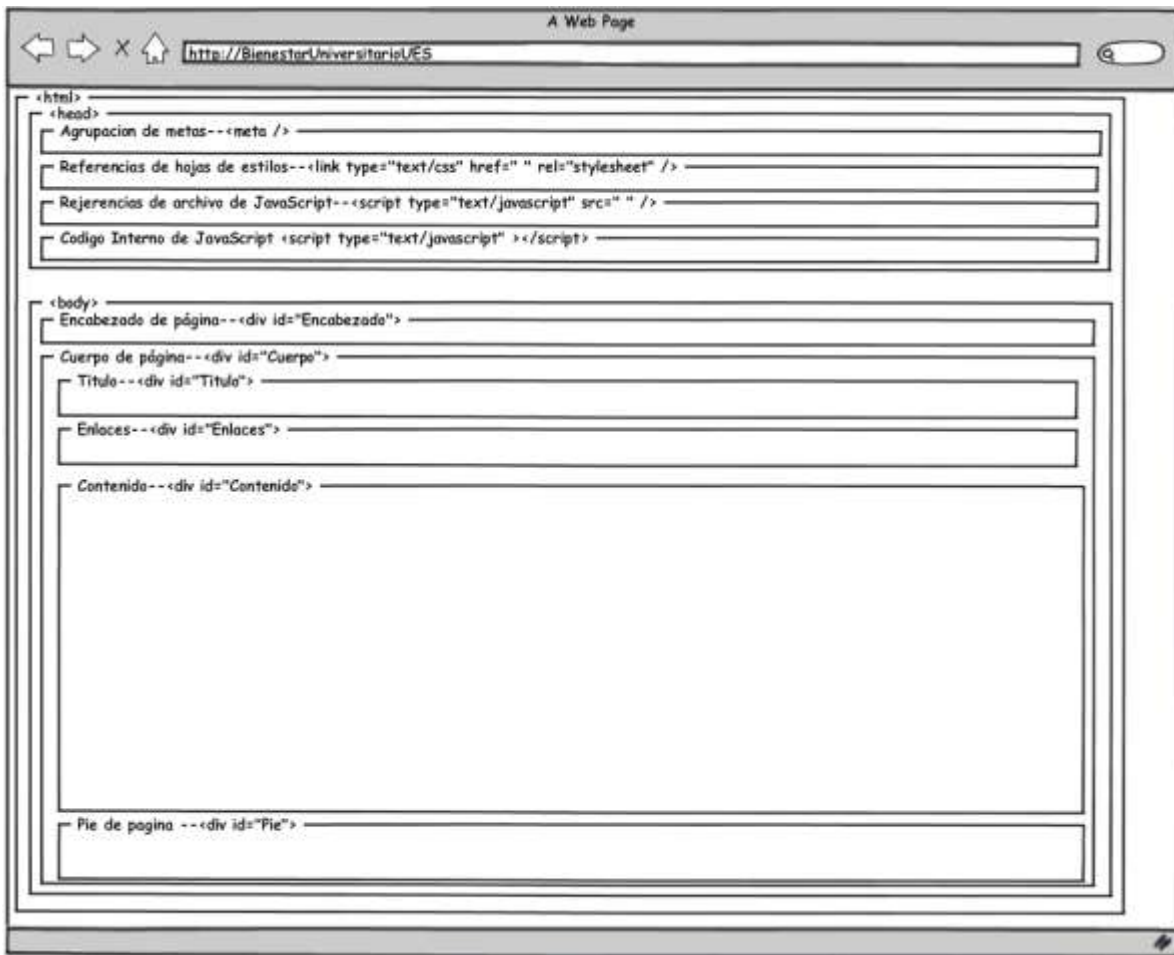 A Web Page
http://BienestarUniversitarioUES
<html>
<head>
Agrupacion de metas--<meta />
Referencias de hojas de estilos--<link type="text/css" href=" " rel="stylesheet" />
Rejerencias de archivo de JavaScript--<script type="text/javascript" src=" " />
Codigo Interno de JavaScript <script type="text/javascript" ></script>
<body>
Encabezado de página--<div id="Encabezado">
Cuerpo de página--<div id="Cuerpo">
Titulo--<div id="Titulo">
Enlaces--<div id="Enlaces">
Contenido--<div id="Contenido">
Pie de pagina --<div id="Pie">